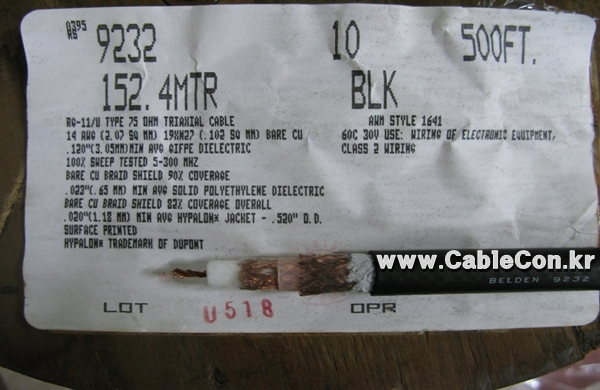 0395
9232 10 500FT.
152.4MTR BLK
RG-11/U TYPE 75 OHM TRIAXIAL CABLE
AWM STYLE 1641
14 AWG (2.07 SQ MM) 19XN27 (.102 SQ MM) BARE CU
60C 30V USE: WIRING OF ELECTRONIC EQUIPMENT,
.120"(3.05MM)MIN AVG GIFPE DIELECTRIC
CLASS 2 WIRING
100% SWEEP TESTED 5-300 MHZ
BARE CU BRAID SHIELD 90% COVERAGE
.023"(.65 MM) MIN AVG SOLID POLYETHYLENE DIELECTRIC
BARE CU BRAID SHIELD 83% COVERAGE OVERALL
.020"(1.18 MM) MIN AVG HYPALON* JACKET - .520" O.D.
SURFACE PRINTED
HYPALON* TRADEMARK OF DUPONT
www.CableCon.kr
BELDEN 9232
LOT U518 OPR